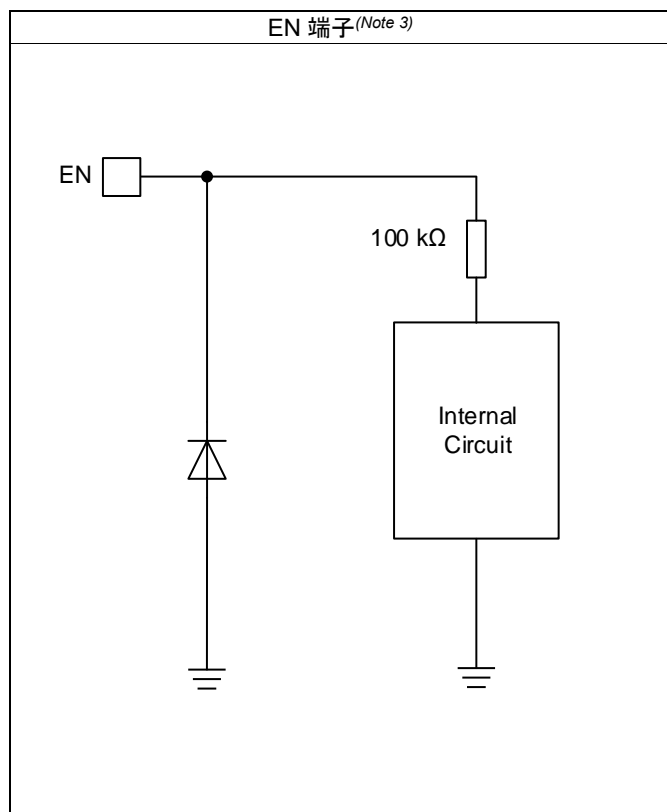 EN 端子(Note 3)
EN
100 kΩ
Internal
Circuit